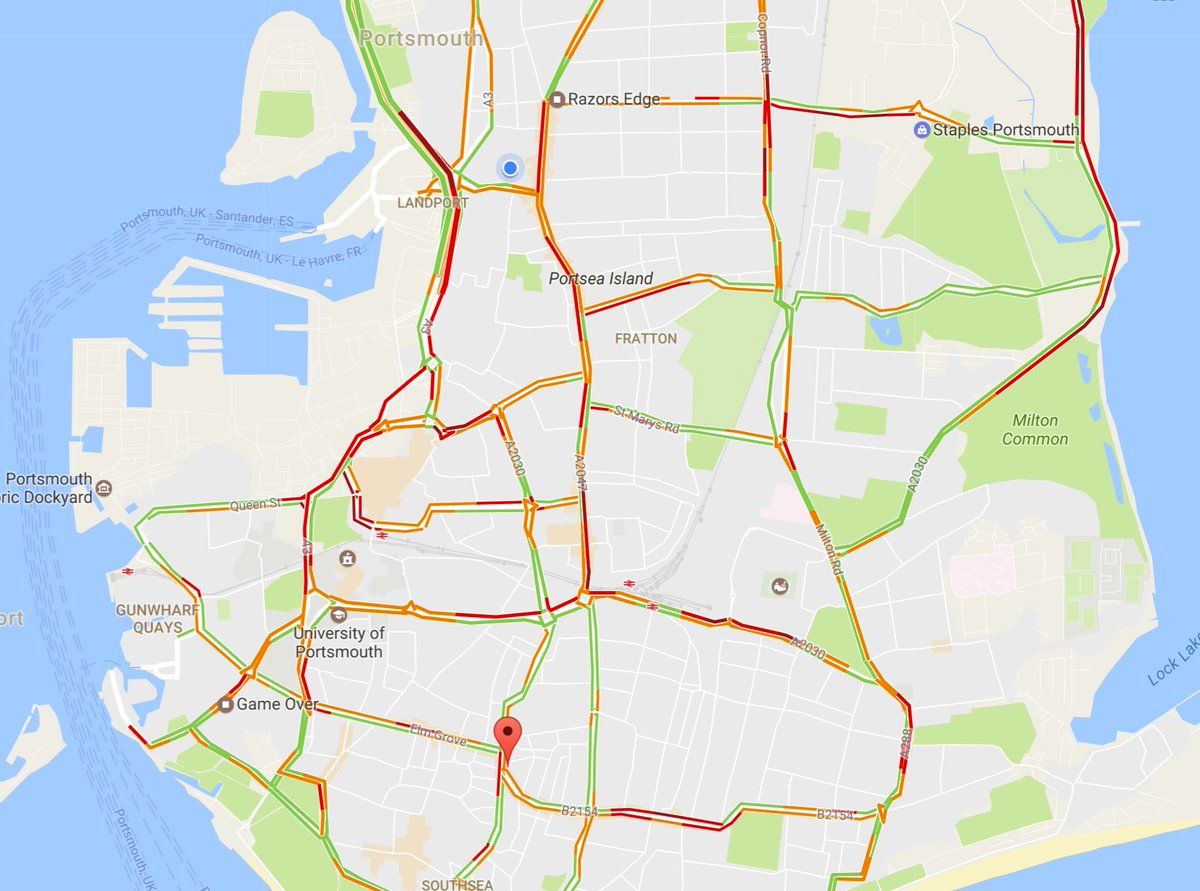 Portsmouth
Copnor Rd
A3
Razors Edge
Staples Portsmouth
LANDPORT
Portsmouth, UK - Santander, ES
Portsmouth, UK - Le Havre, FR
Portsea Island
A3
FRATTON
St Marys Rd
Milton
Common
A2030
A2047
A2030
Portsmouth
ric Dockyard
Queen St
A3
Milton Rd
GUNWHARF
QUAYS
ort
University of
Portsmouth
A2030
Lock Lake
Game Over
Elm Grove
A288
B2154
B2154
Portsmouth, UK
SOUTHSEA